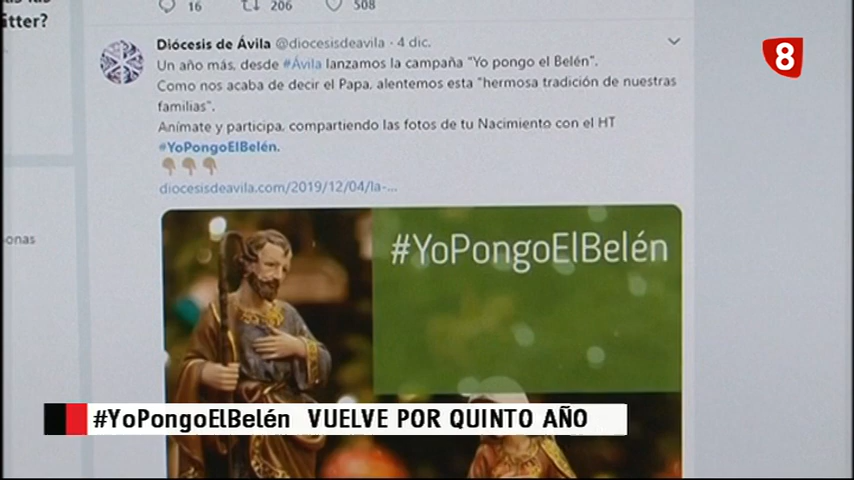 itter?
16 206 508
Diócesis de Ávila @diocesisdeavila · 4 dic.
Un año más, desde #Ávila lanzamos la campaña "Yo pongo el Belén".
Como nos acaba de decir el Papa, alentemos esta "hermosa tradición de nuestras
familias".
Anímate y participa, compartiendo las fotos de tu Nacimiento con el HT
#YoPongoElBelén.
diocesisdeavila.com/2019/12/04/la-...
onas
#YoPongoElBelén
8
#YoPongoElBelén VUELVE POR QUINTO AÑO